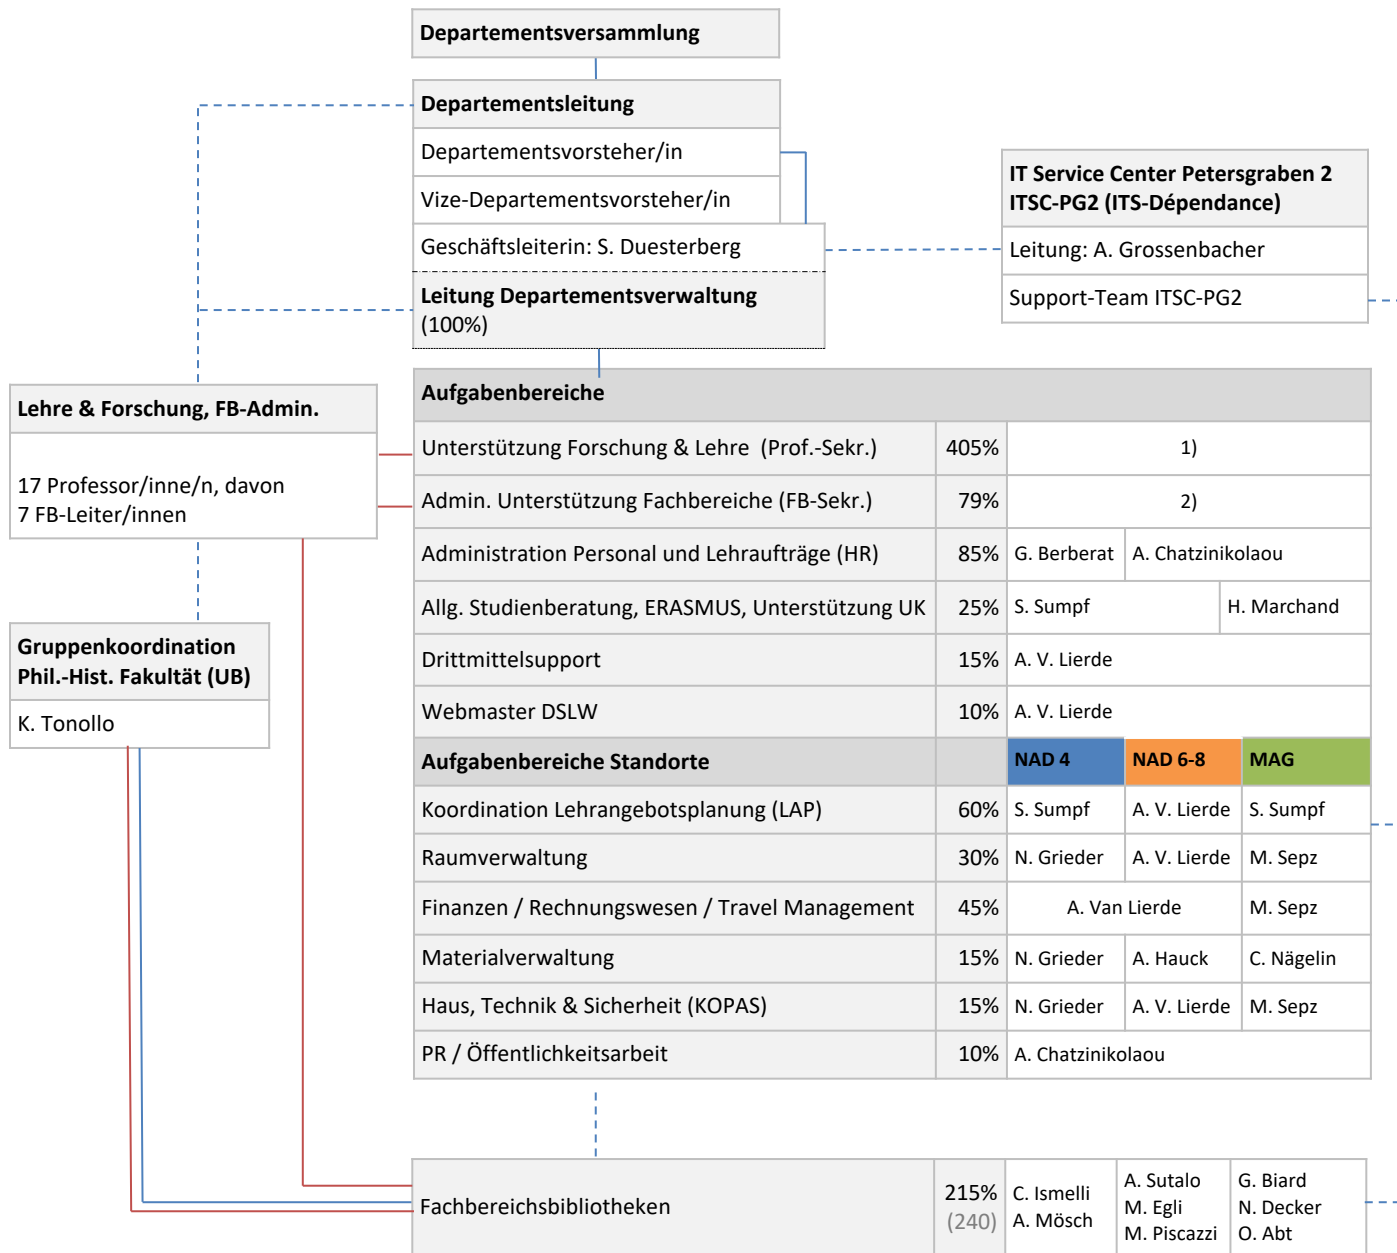 Departementsversammlung
Departementsleitung
Departementsvorsteher/in
Vize-Departementsvorsteher/in
Geschäftsleiterin: S. Duesterberg
Leitung Departementsverwaltung
(100%)
IT Service Center Petersgraben 2
ITSC-PG2 (ITS-Dépendance)
Leitung: A. Grossenbacher
Support-Team ITSC-PG2
Lehre & Forschung, FB-Admin.
17 Professor/inne/n, davon
7 FB-Leiter/innen
Gruppenkoordination
Phil.-Hist. Fakultät (UB)
K. Tonollo
Aufgabenbereiche
Unterstützung Forschung & Lehre (Prof.-Sekr.) 405% 1)
Admin. Unterstützung Fachbereiche (FB-Sekr.) 79% 2)
Administration Personal und Lehraufträge (HR) 85% G. Berberat A. Chatzinikolaou
Allg. Studienberatung, ERASMUS, Unterstützung UK 25% S. Sumpf H. Marchand
Drittmittelsupport 15% A. V. Lierde
Webmaster DSLW 10% A. V. Lierde
Aufgabenbereiche Standorte NAD 4 NAD 6-8 MAG
Koordination Lehrangebotsplanung (LAP) 60% S. Sumpf A. V. Lierde S. Sumpf
Raumverwaltung 30% N. Grieder A. V. Lierde M. Sepz
Finanzen / Rechnungswesen / Travel Management 45% A. Van Lierde M. Sepz
Materialverwaltung 15% N. Grieder A. Hauck C. Nägelin
Haus, Technik & Sicherheit (KOPAS) 15% N. Grieder A. V. Lierde M. Sepz
PR / Öffentlichkeitsarbeit 10% A. Chatzinikolaou
Fachbereichsbibliotheken
215%
(240)
C. Ismelli
A. Mösch
A. Sutalo
M. Egli
M. Piscazzi
G. Biard
N. Decker
O. Abt